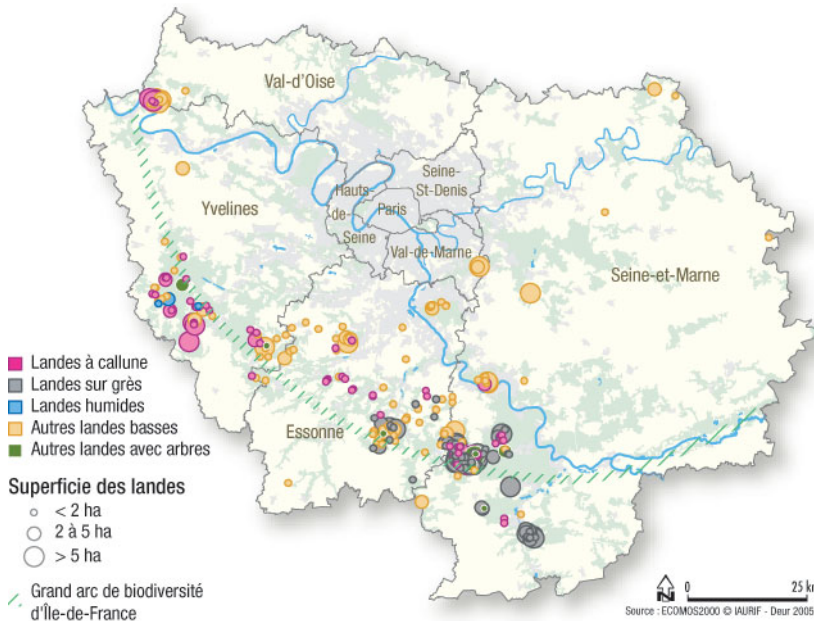 Val-d'Oise
Seine-
St-Denis
Hauts-
de-
Seine
Paris
Yvelines
Val-de-Marne
Seine-et-Marne
Essonne
Landes à callune
Landes sur grès
Landes humides
Autres landes basses
Autres landes avec arbres
Superficie des landes
< 2 ha
2 à 5 ha
> 5 ha
Grand arc de biodiversité
d'Île-de-France
N
0 25 km
Source : ECOMOS2000 © IAURIF - Deur 2005